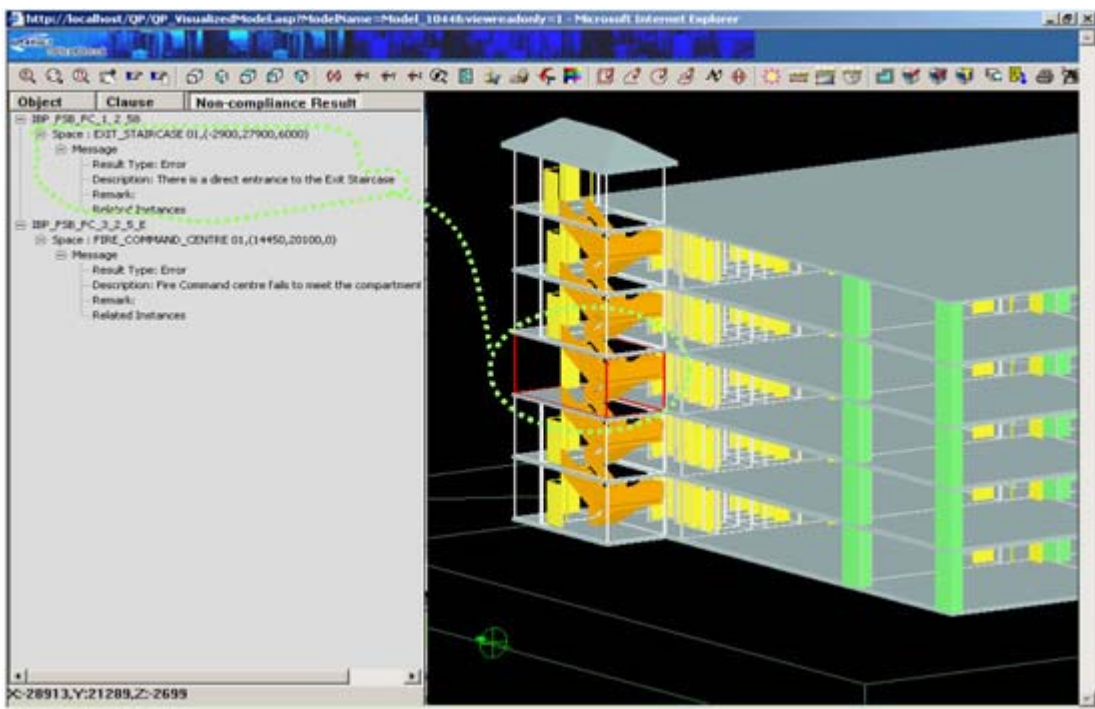 http://localhost/QP/QP_VisualizedModel.asp?ModelName=Model_1044&viewreadonly=1 - Microsoft Internet Explorer
Object Clause Non-compliance Result
IBP_FSB_FC_1_2_58
Space : EXIT_STAIRCASE 01,(-2900,27900,6000)
Message
Result Type: Error
Description: There is a direct entrance to the Exit Staircase
Remark:
Related Instances
IBP_FSB_FC_3_2_5_E
Space : FIRE_COMMAND_CENTRE 01,(14450,20100,0)
Message
Result Type: Error
Description: Fire Command centre fails to meet the compartment
Remark:
Related Instances
X:-28913,Y:21289,Z:-2699